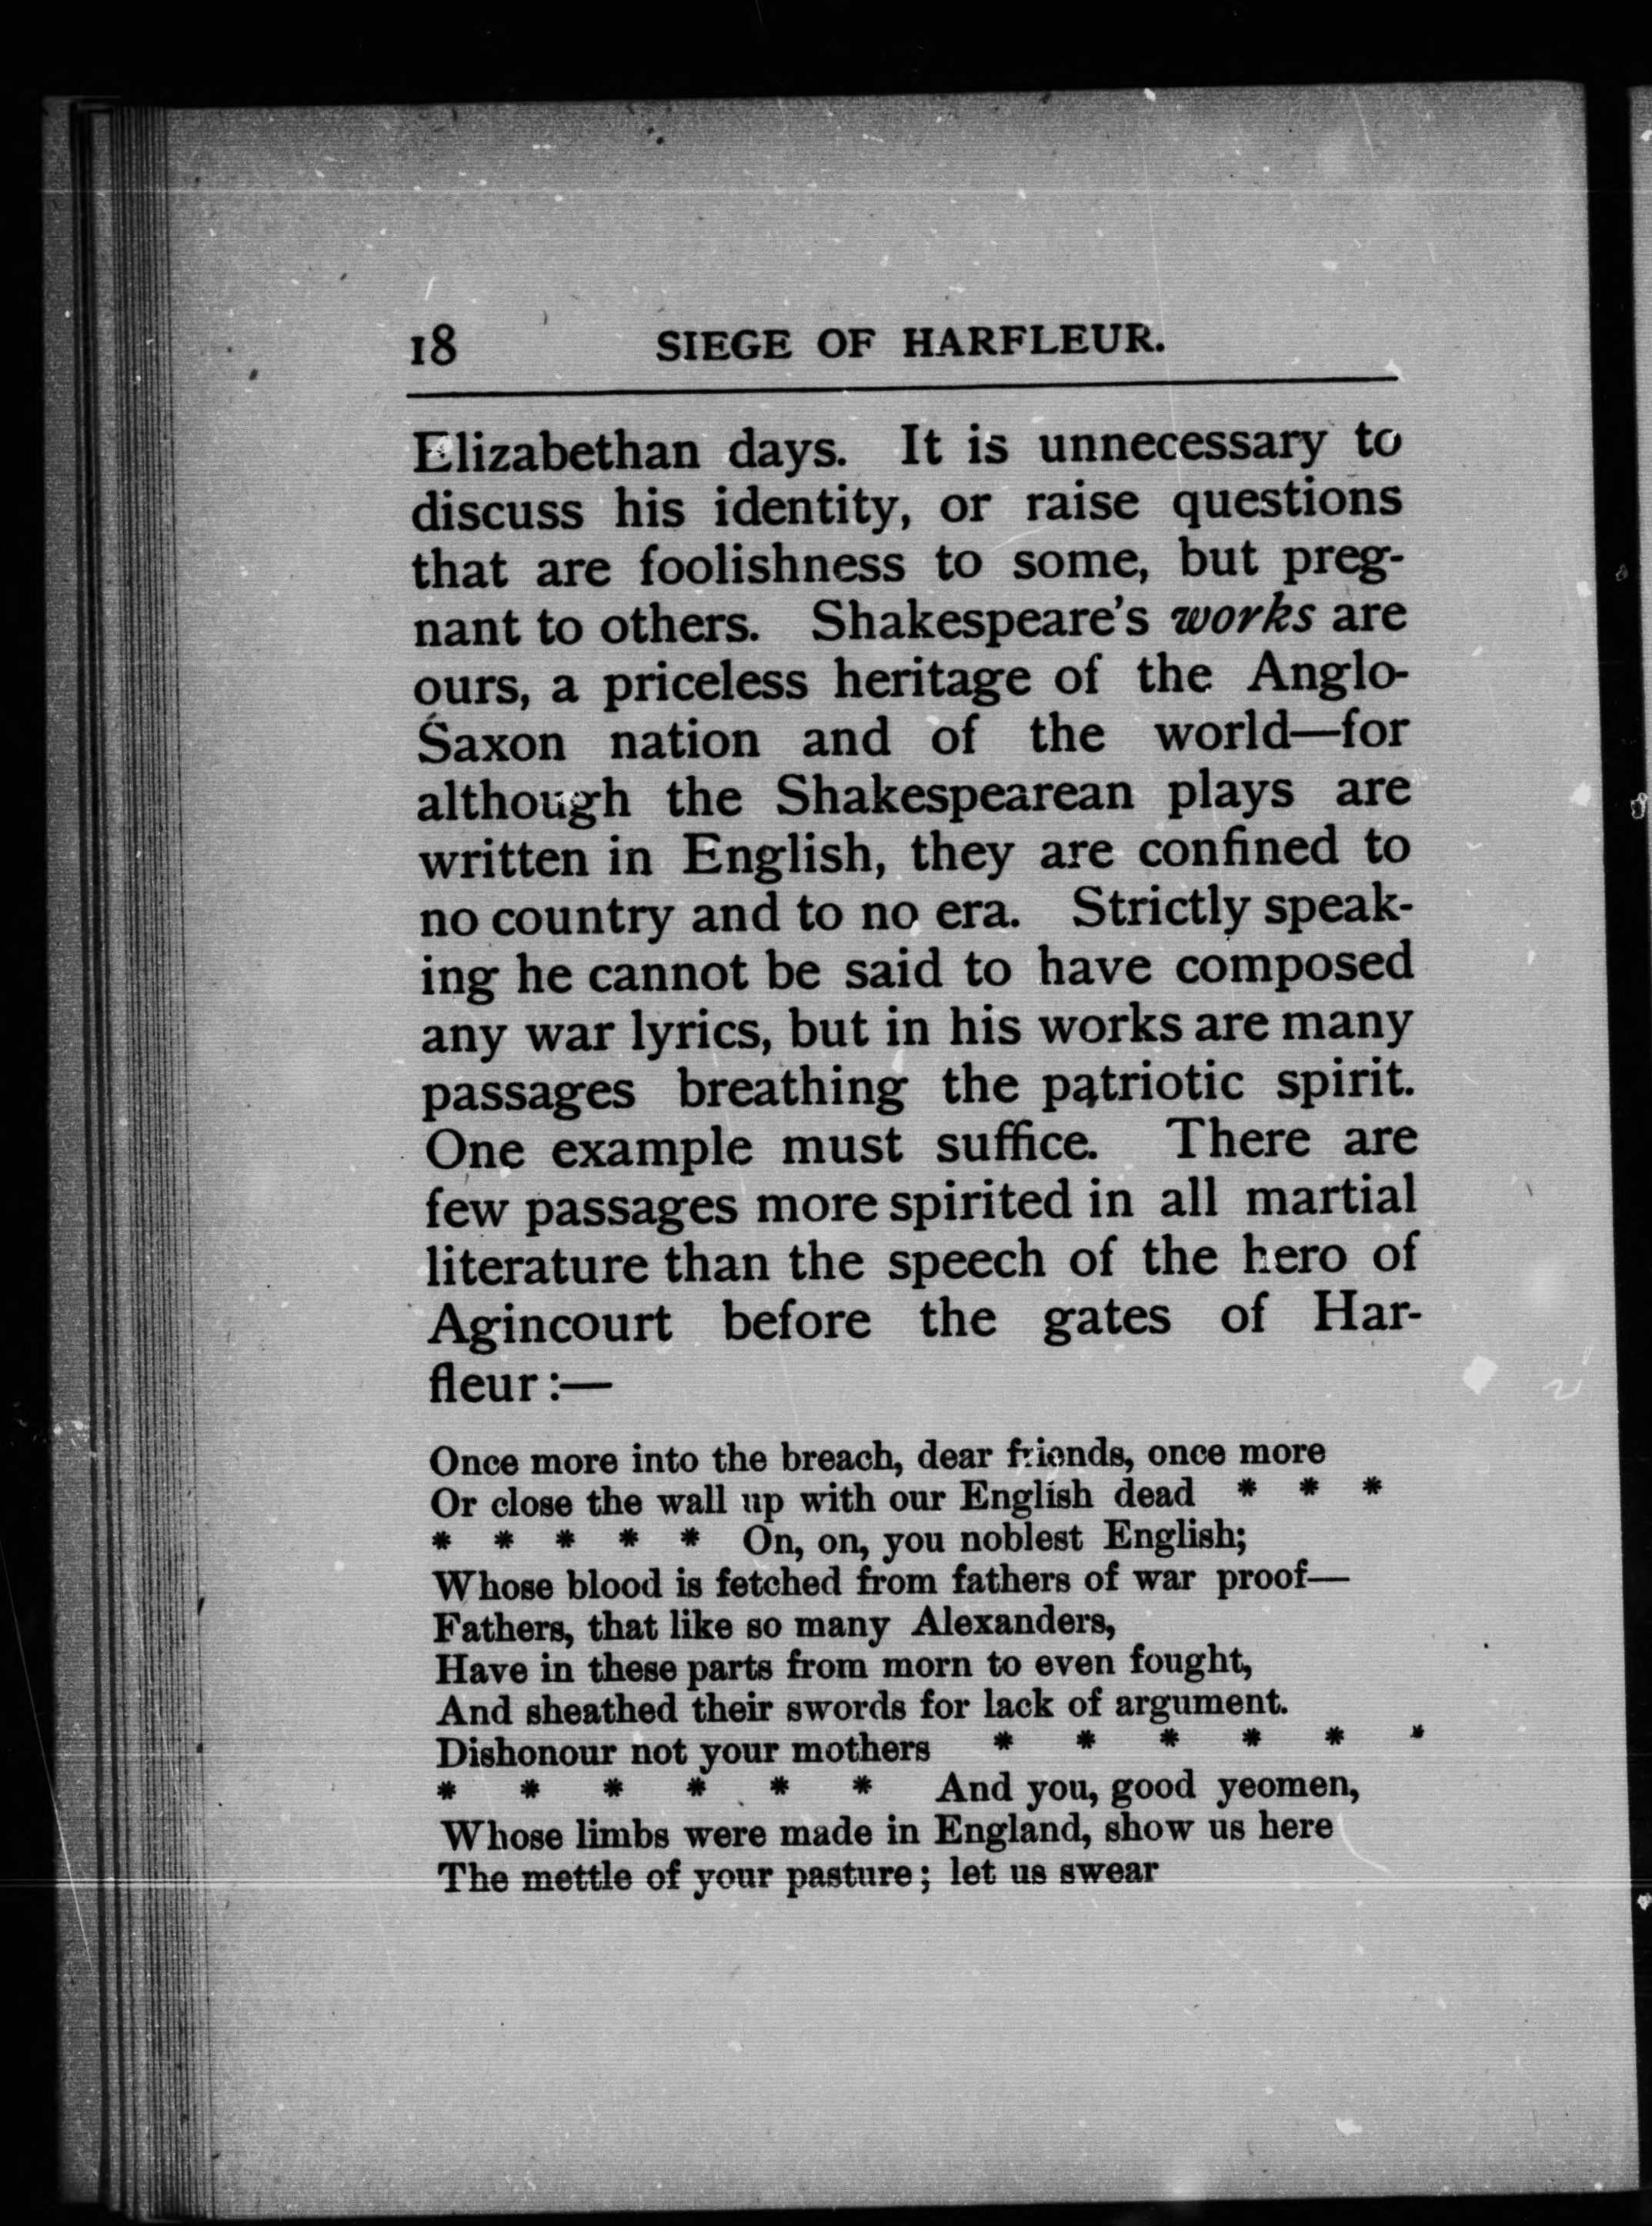 18 SIEGE OF HARFLEUR.
Elizabethan days. It is unnecessary to
discuss his identity, or raise questions
that are foolishness to some, but preg-
nant to others. Shakespeare's works are
ours, a priceless heritage of the Anglo-
Saxon nation and of the world—for
although the Shakespearean plays are
written in English, they are confined to
no country and to no era. Strictly speak-
ing he cannot be said to have composed
any war lyrics, but in his works are many
passages breathing the patriotic spirit.
One example must suffice. There are
few passages more spirited in all martial
literature than the speech of the hero of
Agincourt before the gates of Har-
fleur:—
Once more into the breach, dear friends, once more
Or close the wall up with our English dead * * *
* * * * * On, on, you noblest English;
Whose blood is fetched from fathers of war proof—
Fathers, that like so many Alexanders,
Have in these parts from morn to even fought,
And sheathed their swords for lack of argument.
Dishonour not your mothers * * * * * *
* * * * * * And you, good yeomen,
Whose limbs were made in England, show us here
The mettle of your pasture; let us swear